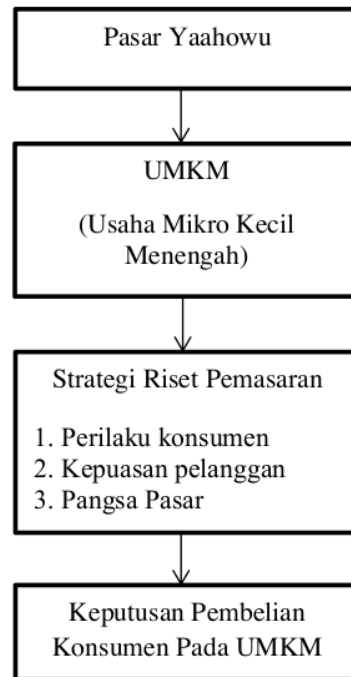 Pasar Yaahowu
UMKM
(Usaha Mikro Kecil
Menengah)
Strategi Riset Pemasaran
1. Perilaku konsumen
2. Kepuasan pelanggan
3. Pangsa Pasar
Keputusan Pembelian
Konsumen Pada UMKM